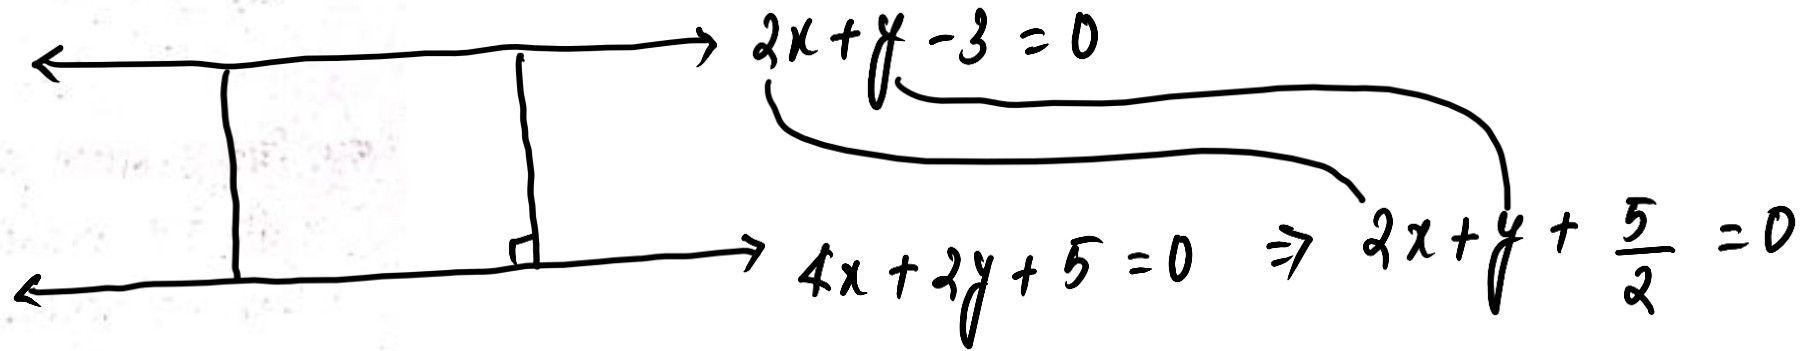 2x + y - 3 = 0
4x + 2y + 5 = 0 ⇒ 2x + y + 5/2 = 0